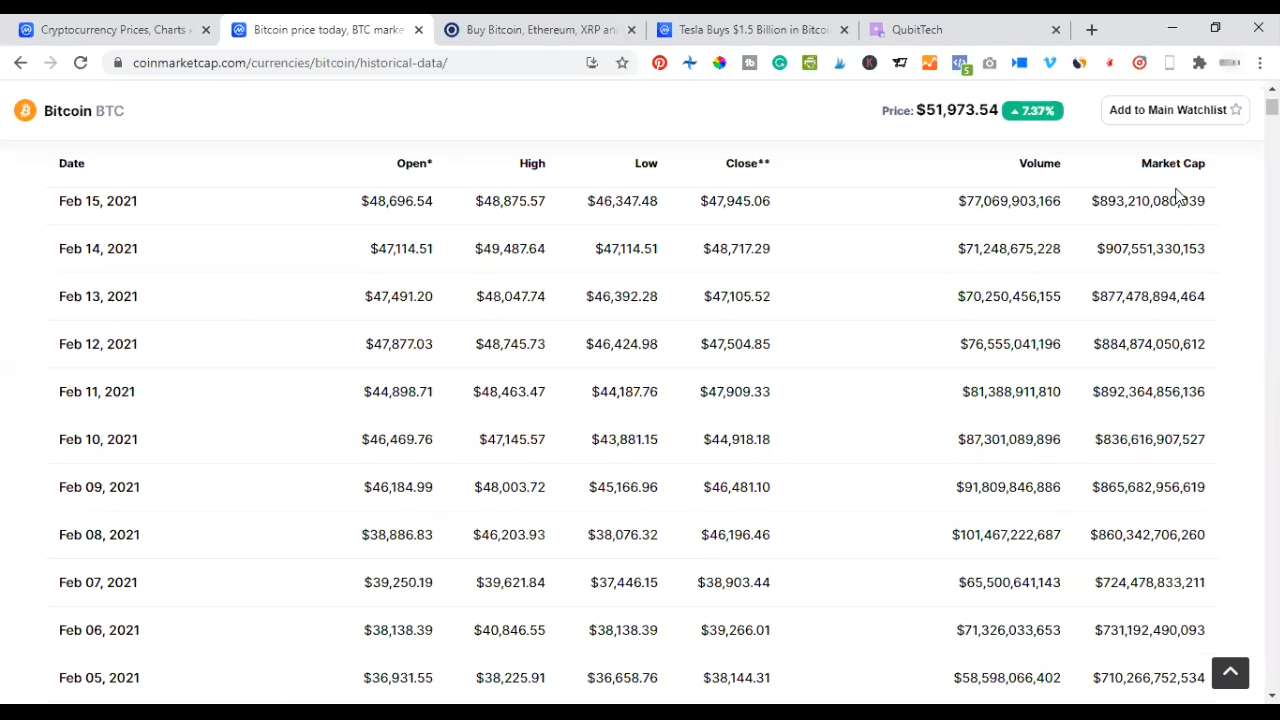 Cryptocurrency Prices, Charts Bitcoin price today, BTC marke Buy Bitcoin, Ethereum, XRP an Tesla Buys $1.5 Billion in Bitco QubitTech
coinmarketcap.com/currencies/bitcoin/historical-data/
5
Bitcoin BTC Price: $51,973.54 7.37% Add to Main Watchlist
Date Open* High Low Close** Volume Market Cap
Feb 15, 2021 $48,696.54 $48,875.57 $46,347.48 $47,945.06 $77,069,903,166
Feb 14, 2021 $47,114.51 $49,487.64 $47,114.51 $48,717.29 $71,248,675,228 $907,551,330,153
Feb 13, 2021 $47,491.20 $48,047.74 $46,392.28 $47,105.52 $70,250,456,155 $877,478,894,464
Feb 12, 2021 $47,877.03 $48,745.73 $46,424.98 $47,504.85 $76,555,041,196 $884,874,050,612
Feb 11, 2021 $44,898.71 $48,463.47 $44,187.76 $47,909.33 $81,388,911,810 $892,364,856,136
Feb 10, 2021 $46,469.76 $47,145.57 $43,881.15 $44,918.18 $87,301,089,896 $836,616,907,527
Feb 09, 2021 $46,184.99 $48,003.72 $45,166.96 $46,481.10 $91,809,846,886 $865,682,956,619
Feb 08, 2021 $38,886.83 $46,203.93 $38,076.32 $46,196.46 $101,467,222,687 $860,342,706,260
Feb 07, 2021 $39,250.19 $39,621.84 $37,446.15 $38,903.44 $65,500,641,143 $724,478,833,211
Feb 06, 2021 $38,138.39 $40,846.55 $38,138.39 $39,266.01 $71,326,033,653 $731,192,490,093
Feb 05, 2021 $36,931.55 $38,225.91 $36,658.76 $38,144.31 $58,598,066,402 $710,266,752,534